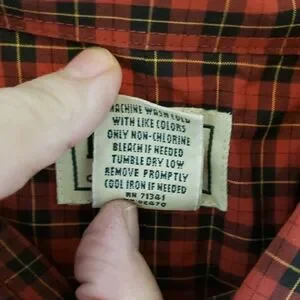 MACHINE WASH COLD
WITH LIKE COLORS
ONLY NON-CHLORINE
BLEACH IF NEEDED
TUMBLE DRY LOW
REMOVE PROMPTLY
COOL IRON IF NEEDED
RN 71341